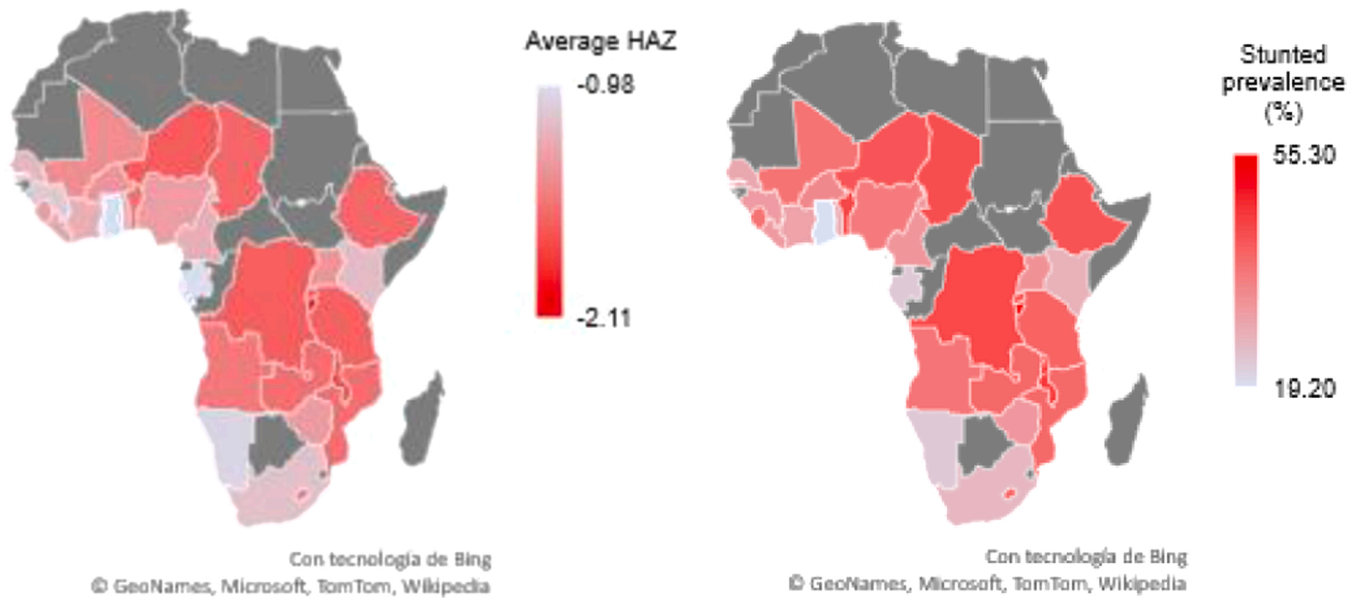 Average HAZ
-0.98
-2.11
Con tecnología de Bing
© GeoNames, Microsoft, TomTom, Wikipedia
Stunted
prevalence
(%)
55.30
19.20
Con tecnología de Bing
© GeoNames, Microsoft, TomTom, Wikipedia